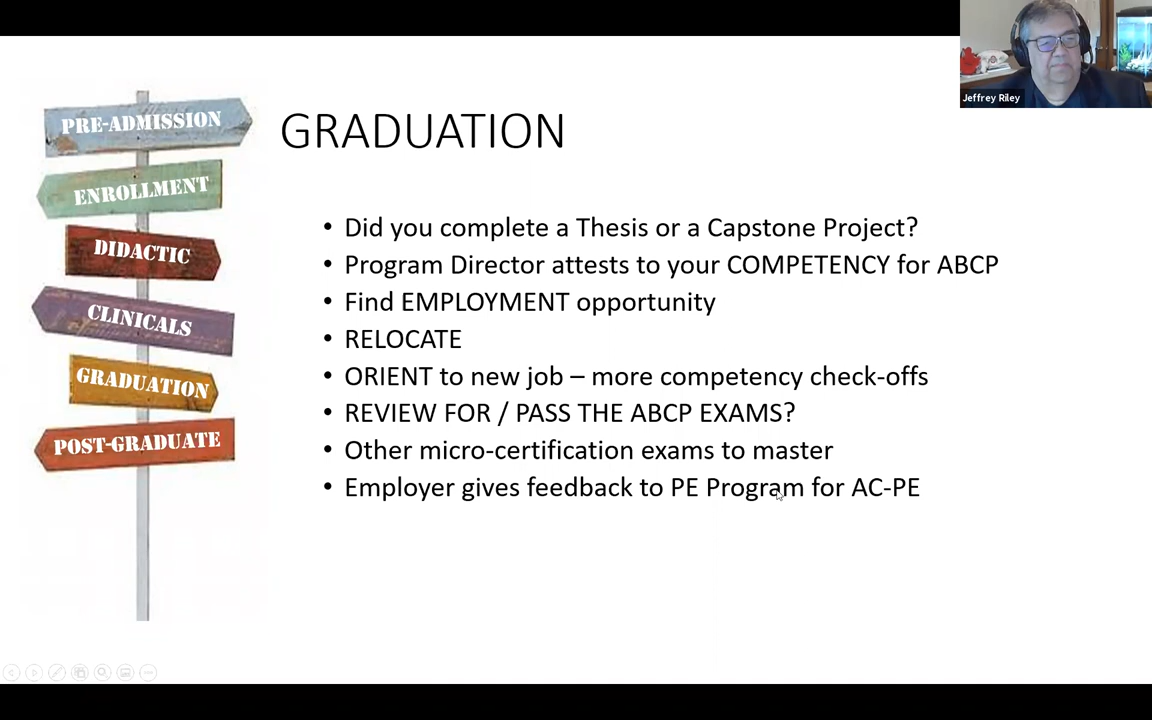 Jeffrey Riley
PRE-ADMISSION
ENROLLMENT
DIDACTIC
CLINICALS
GRADUATION
POST-GRADUATE
GRADUATION
• Did you complete a Thesis or a Capstone Project?
• Program Director attests to your COMPETENCY for ABCP
• Find EMPLOYMENT opportunity
• RELOCATE
• ORIENT to new job – more competency check-offs
• REVIEW FOR / PASS THE ABCP EXAMS?
• Other micro-certification exams to master
• Employer gives feedback to PE Program for AC-PE